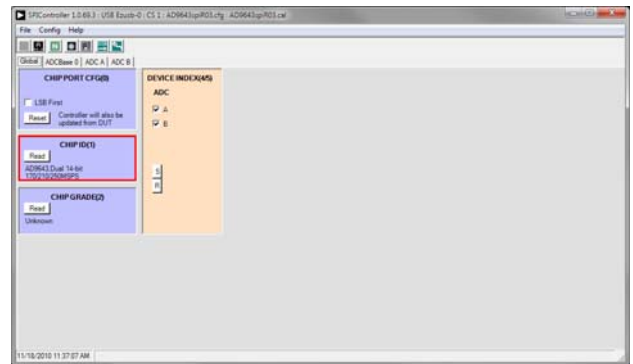 SPIController 1.0.69.3 : USB Ezusb-0 : CS 1 : AD9643spiR03.cfg : AD9643spiR03.cal
File Config Help
Global ADCBase 0 ADC A ADC B
CHIP PORT CFG(0)
LSB First
Reset
Controller will also be
updated from DUT
CHIP ID(1)
Read
AD9643 Dual 14-bit
170/210/250MSPS
CHIP GRADE(2)
Read
Unknown
DEVICE INDEX(4/5)
ADC
A
B
S
R
11/18/2010 11:37:07 AM